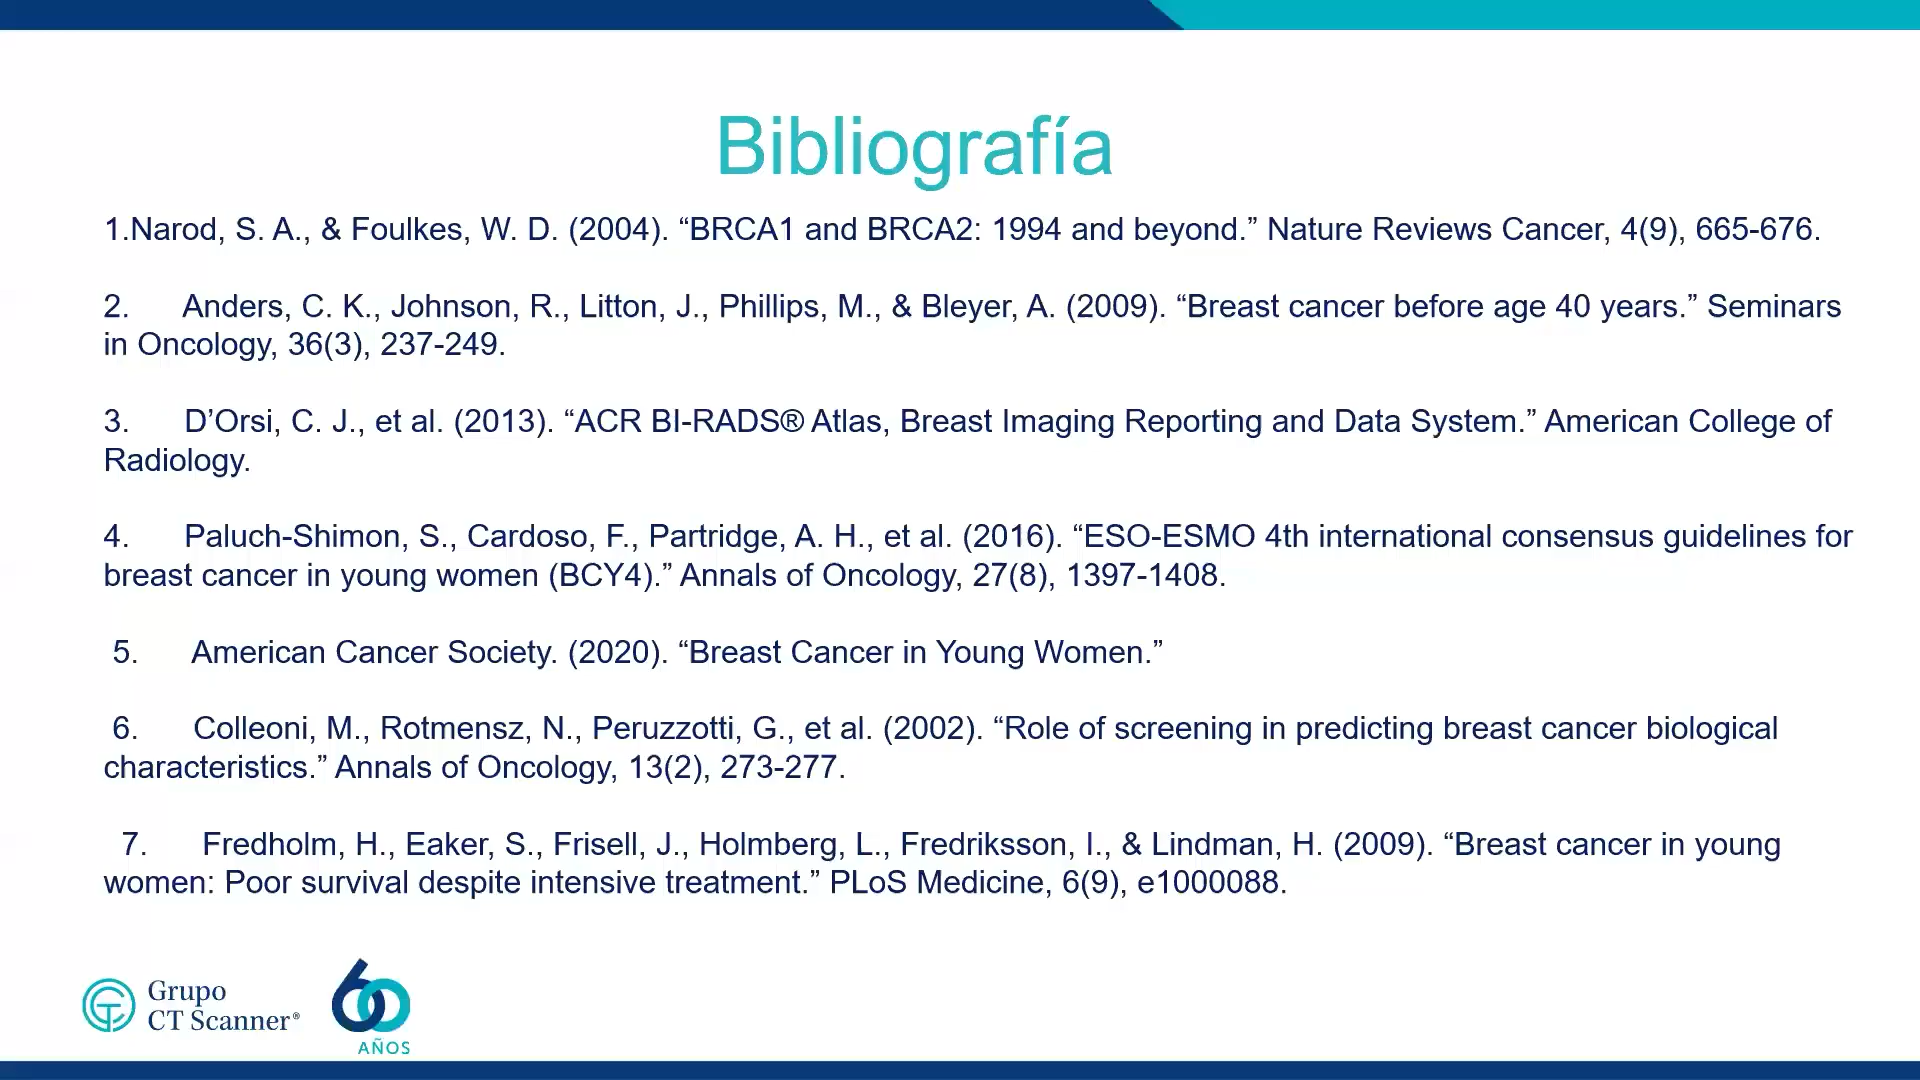 Bibliografía
1.Narod, S. A., & Foulkes, W. D. (2004). “BRCA1 and BRCA2: 1994 and beyond.” Nature Reviews Cancer, 4(9), 665-676.
2. Anders, C. K., Johnson, R., Litton, J., Phillips, M., & Bleyer, A. (2009). “Breast cancer before age 40 years.” Seminars
in Oncology, 36(3), 237-249.
3. D’Orsi, C. J., et al. (2013). “ACR BI-RADS® Atlas, Breast Imaging Reporting and Data System.” American College of
Radiology.
4. Paluch-Shimon, S., Cardoso, F., Partridge, A. H., et al. (2016). “ESO-ESMO 4th international consensus guidelines for
breast cancer in young women (BCY4).” Annals of Oncology, 27(8), 1397-1408.
5. American Cancer Society. (2020). “Breast Cancer in Young Women.”
6. Colleoni, M., Rotmensz, N., Peruzzotti, G., et al. (2002). “Role of screening in predicting breast cancer biological
characteristics.” Annals of Oncology, 13(2), 273-277.
7. Fredholm, H., Eaker, S., Frisell, J., Holmberg, L., Fredriksson, I., & Lindman, H. (2009). “Breast cancer in young
women: Poor survival despite intensive treatment.” PLoS Medicine, 6(9), e1000088.
Grupo
CT Scanner®
60
AÑOS